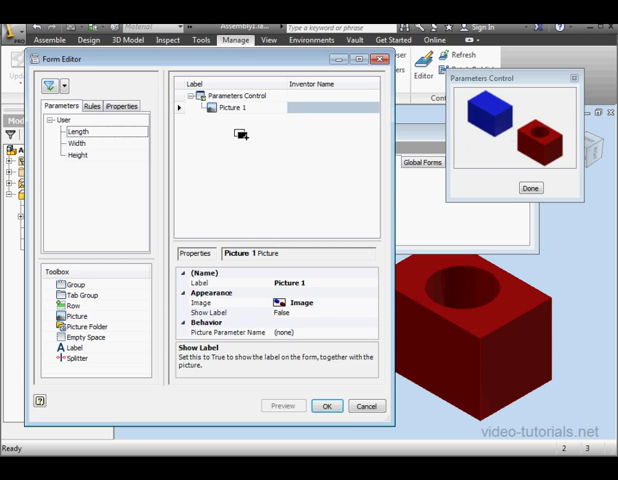 Type a keyword or phrase
Sign In
PRO
Assemble Design 3D Model Inspect Tools Manage View Environments Vault Get Started Online
Form Editor
Label Inventor Name
Parameters Control
Picture 1
Parameters Rules Properties
User
Length
Width
Height
Toolbox
Group
Tab Group
Row
Picture
Picture Folder
Empty Space
Label
Splitter
Properties Picture 1 Picture
(Name)
Label Picture 1
Appearance
Image Image
Show Label False
Behavior
Picture Parameter Name (none)
Show Label
Set this to True to show the label on the form, together with the
picture.
Preview OK Cancel
Editor
Refresh
Parameters Control
Done
Global Forms
video-tutorials.net
Ready 2 3